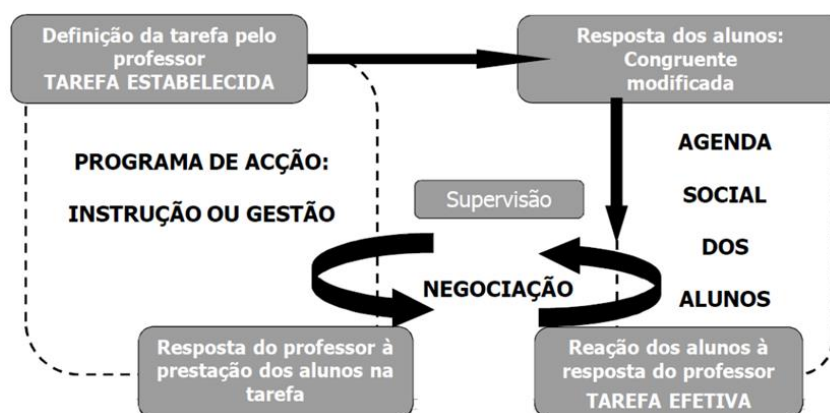 Definição da tarefa pelo
professor
TAREFA ESTABELECIDA
Resposta dos alunos:
Congruente
modificada
PROGRAMA DE ACÇÃO:
INSTRUÇÃO OU GESTÃO
Supervisão
AGENDA
SOCIAL
DOS
ALUNOS
NEGOCIAÇÃO
Resposta do professor à
prestação dos alunos na
tarefa
Reação dos alunos à
resposta do professor
TAREFA EFETIVA